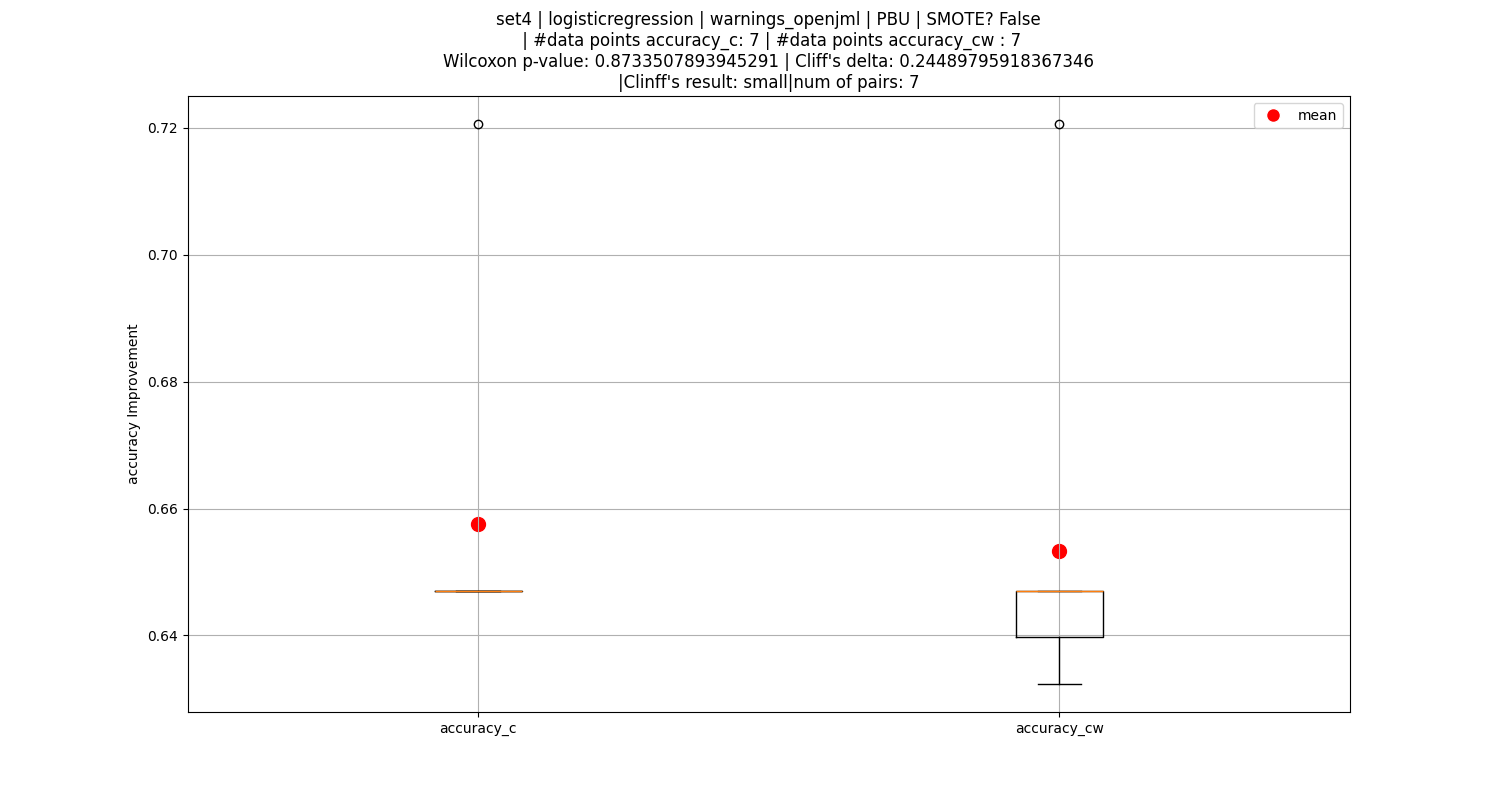 set4 | logisticregression | warnings_openjml | PBU | SMOTE? False
| #data points accuracy_c: 7 | #data points accuracy_cw : 7
Wilcoxon p-value: 0.8733507893945291 | Cliff's delta: 0.24489795918367346
|Clinff's result: small|num of pairs: 7
mean
0.72
0.70
0.68
0.66
0.64
accuracy Improvement
accuracy_c
accuracy_cw